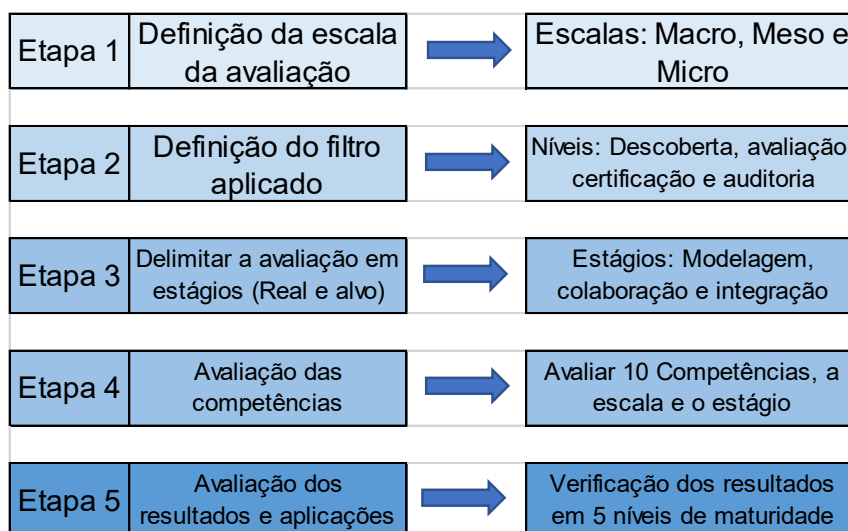 Etapa 1
Definição da escala
da avaliação
Escalas: Macro, Meso e
Micro
Etapa 2
Definição do filtro
aplicado
Níveis: Descoberta, avaliação
certificação e auditoria
Etapa 3
Delimitar a avaliação em
estágios (Real e alvo)
Estágios: Modelagem,
colaboração e integração
Etapa 4
Avaliação das
competências
Avaliar 10 Competências, a
escala e o estágio
Etapa 5
Avaliação dos
resultados e aplicações
Verificação dos resultados
em 5 níveis de maturidade